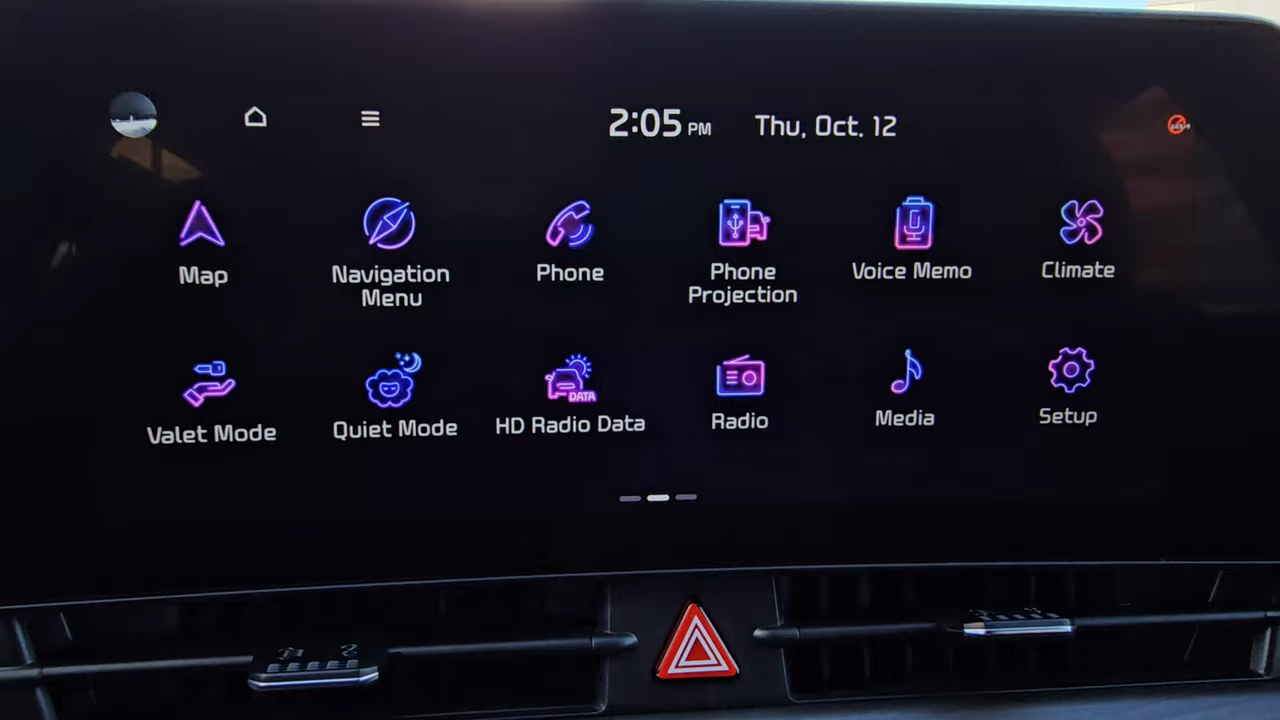 2:05 PM Thu, Oct. 12
Map
Navigation
Menu
Phone
Phone
Projection
Voice Memo
Climate
Valet Mode
Quiet Mode
DATA
HD Radio Data
Radio
Media
Setup